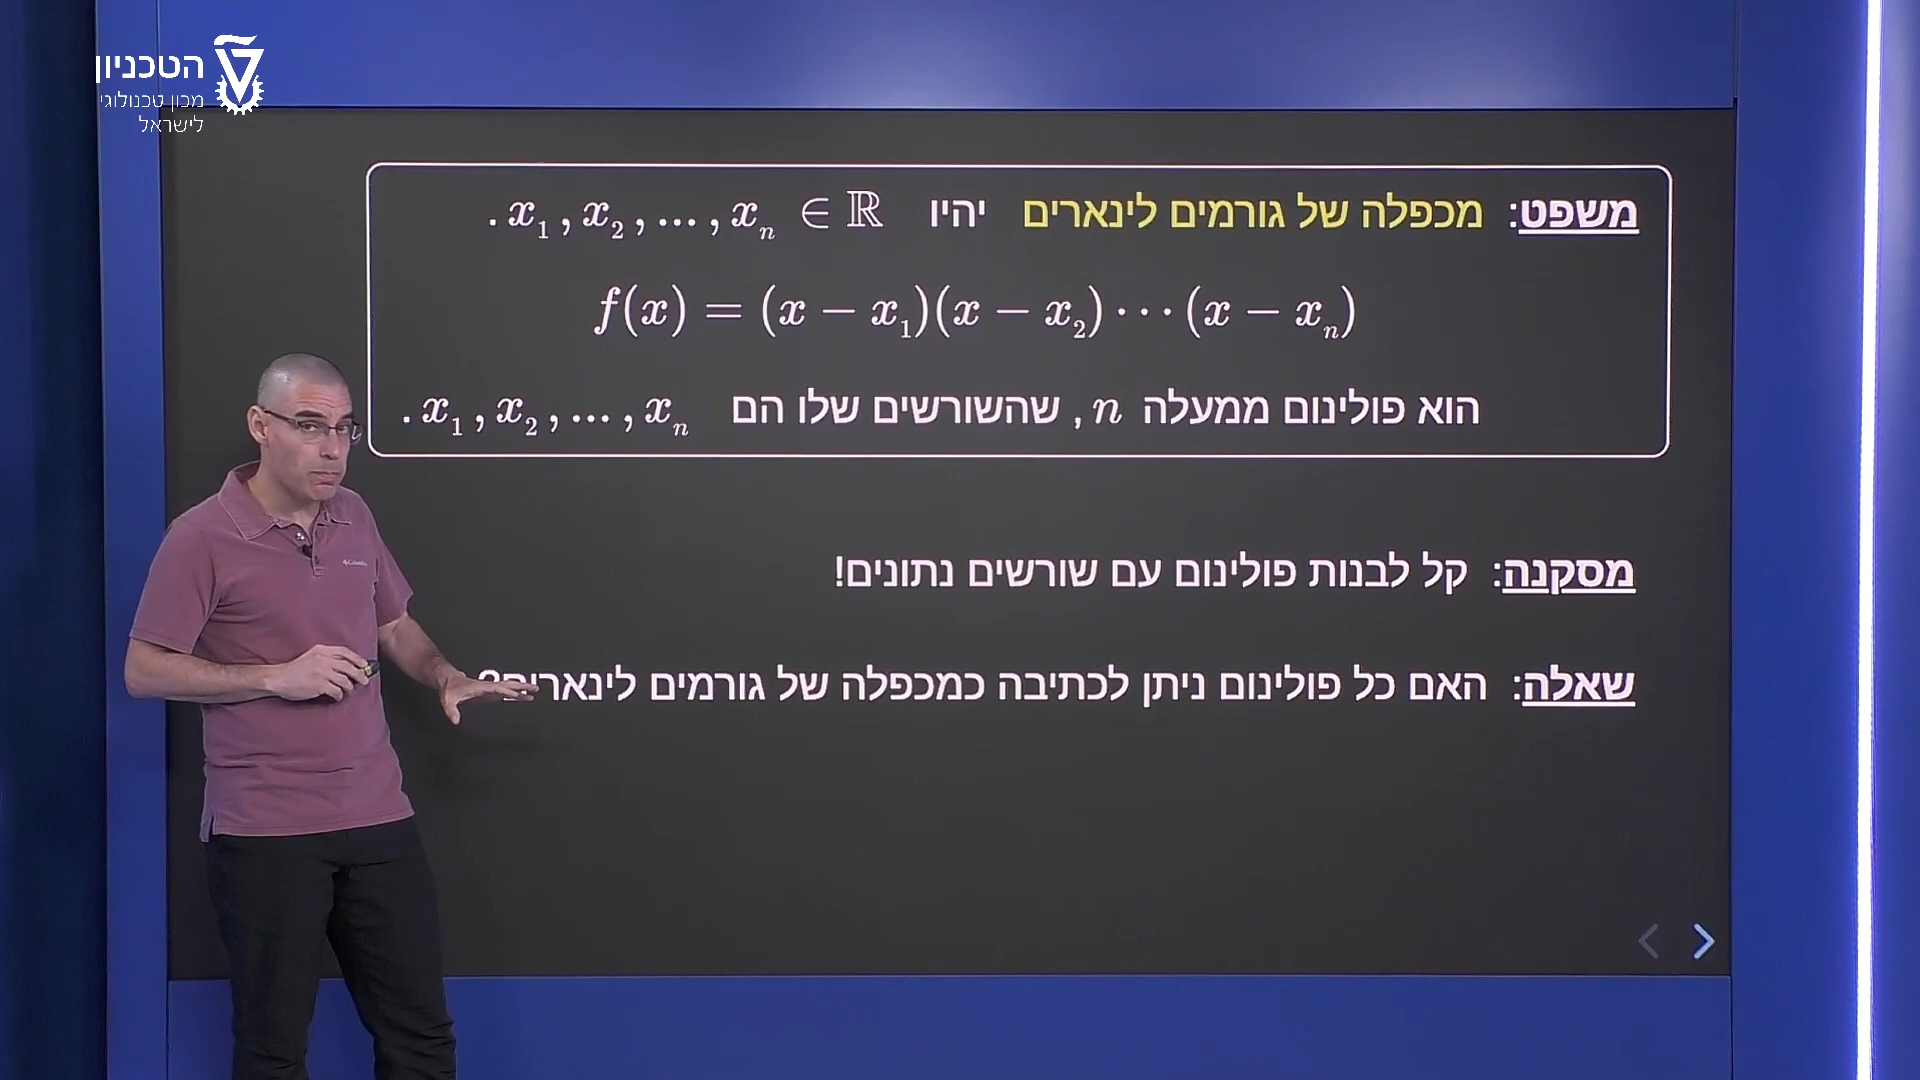 הטכניון
מכון טכנולוגי
לישראל
משפט: מכפלה של גורמים לינארים יהיו x₁, x₂, ..., xₙ ∈ ℝ.
f(x) = (x − x₁)(x − x₂)⋯(x − xₙ)
הוא פולינום ממעלה n, שהשורשים שלו הם x₁, x₂, ..., xₙ.
מסקנה: קל לבנות פולינום עם שורשים נתונים!
שאלה: האם כל פולינום ניתן לכתיבה כמכפלה של גורמים לינארים?